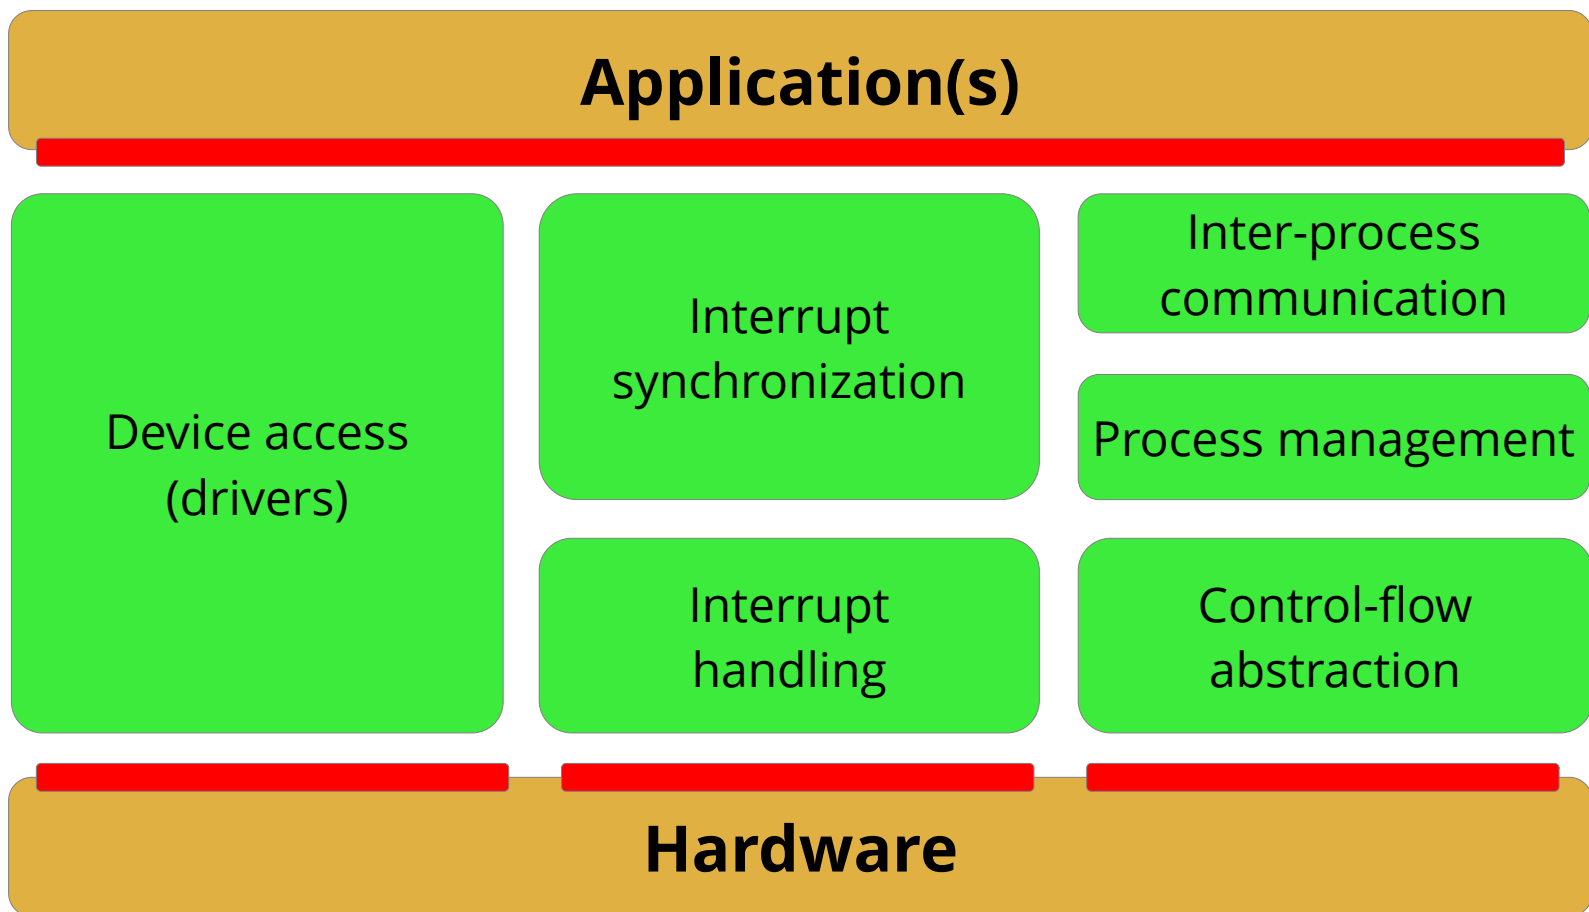 Application(s)
Device access
(drivers)
Interrupt
synchronization
Interrupt
handling
Inter-process
communication
Process management
Control-flow
abstraction
Hardware